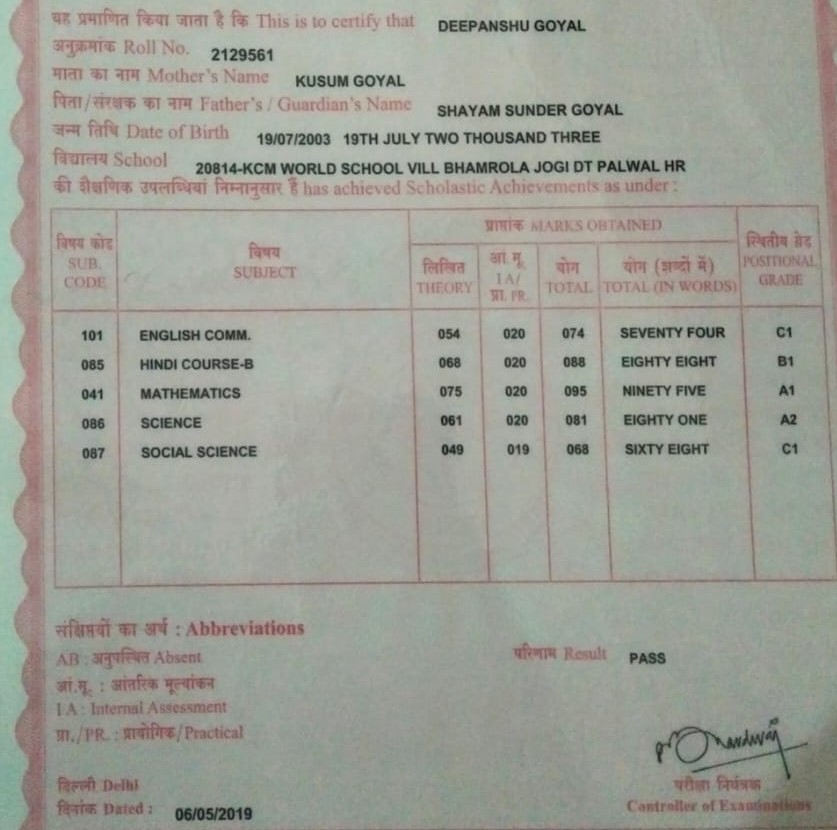 यह प्रमाणित किया जाता है कि This is to certify that DEEPANSHU GOYAL
अनुक्रमांक Roll No. 2129561
माता का नाम Mother's Name KUSUM GOYAL
पिता/संरक्षक का नाम Father's / Guardian's Name SHAYAM SUNDER GOYAL
जन्म तिथि Date of Birth 19/07/2003 19TH JULY TWO THOUSAND THREE
विद्यालय School 20814-KCM WORLD SCHOOL VILL BHAMROLA JOGI DT PALWAL HR
की शैक्षणिक उपलब्धियां निम्नानुसार हैं has achieved Scholastic Achievements as under :
विषय कोड SUB. CODE
विषय SUBJECT
प्राप्तांक MARKS OBTAINED
लिखित THEORY
आं.मू. IA/ प्रा. PR.
योग TOTAL
योग (शब्दों में) TOTAL (IN WORDS)
स्थितीय ग्रेड POSITIONAL GRADE
101 ENGLISH COMM. 054 020 074 SEVENTY FOUR C1
085 HINDI COURSE-B 068 020 088 EIGHTY EIGHT B1
041 MATHEMATICS 075 020 095 NINETY FIVE A1
086 SCIENCE 061 020 081 EIGHTY ONE A2
087 SOCIAL SCIENCE 049 019 068 SIXTY EIGHT C1
संक्षिप्तियों का अर्थ : Abbreviations
AB : अनुपस्थित Absent
परिणाम Result PASS
आं.मू. : आंतरिक मूल्यांकन
IA : Internal Assessment
प्रा./PR. : प्रायोगिक/Practical
दिल्ली Delhi
दिनांक Dated : 06/05/2019
परीक्षा नियंत्रक
Controller of Examinations